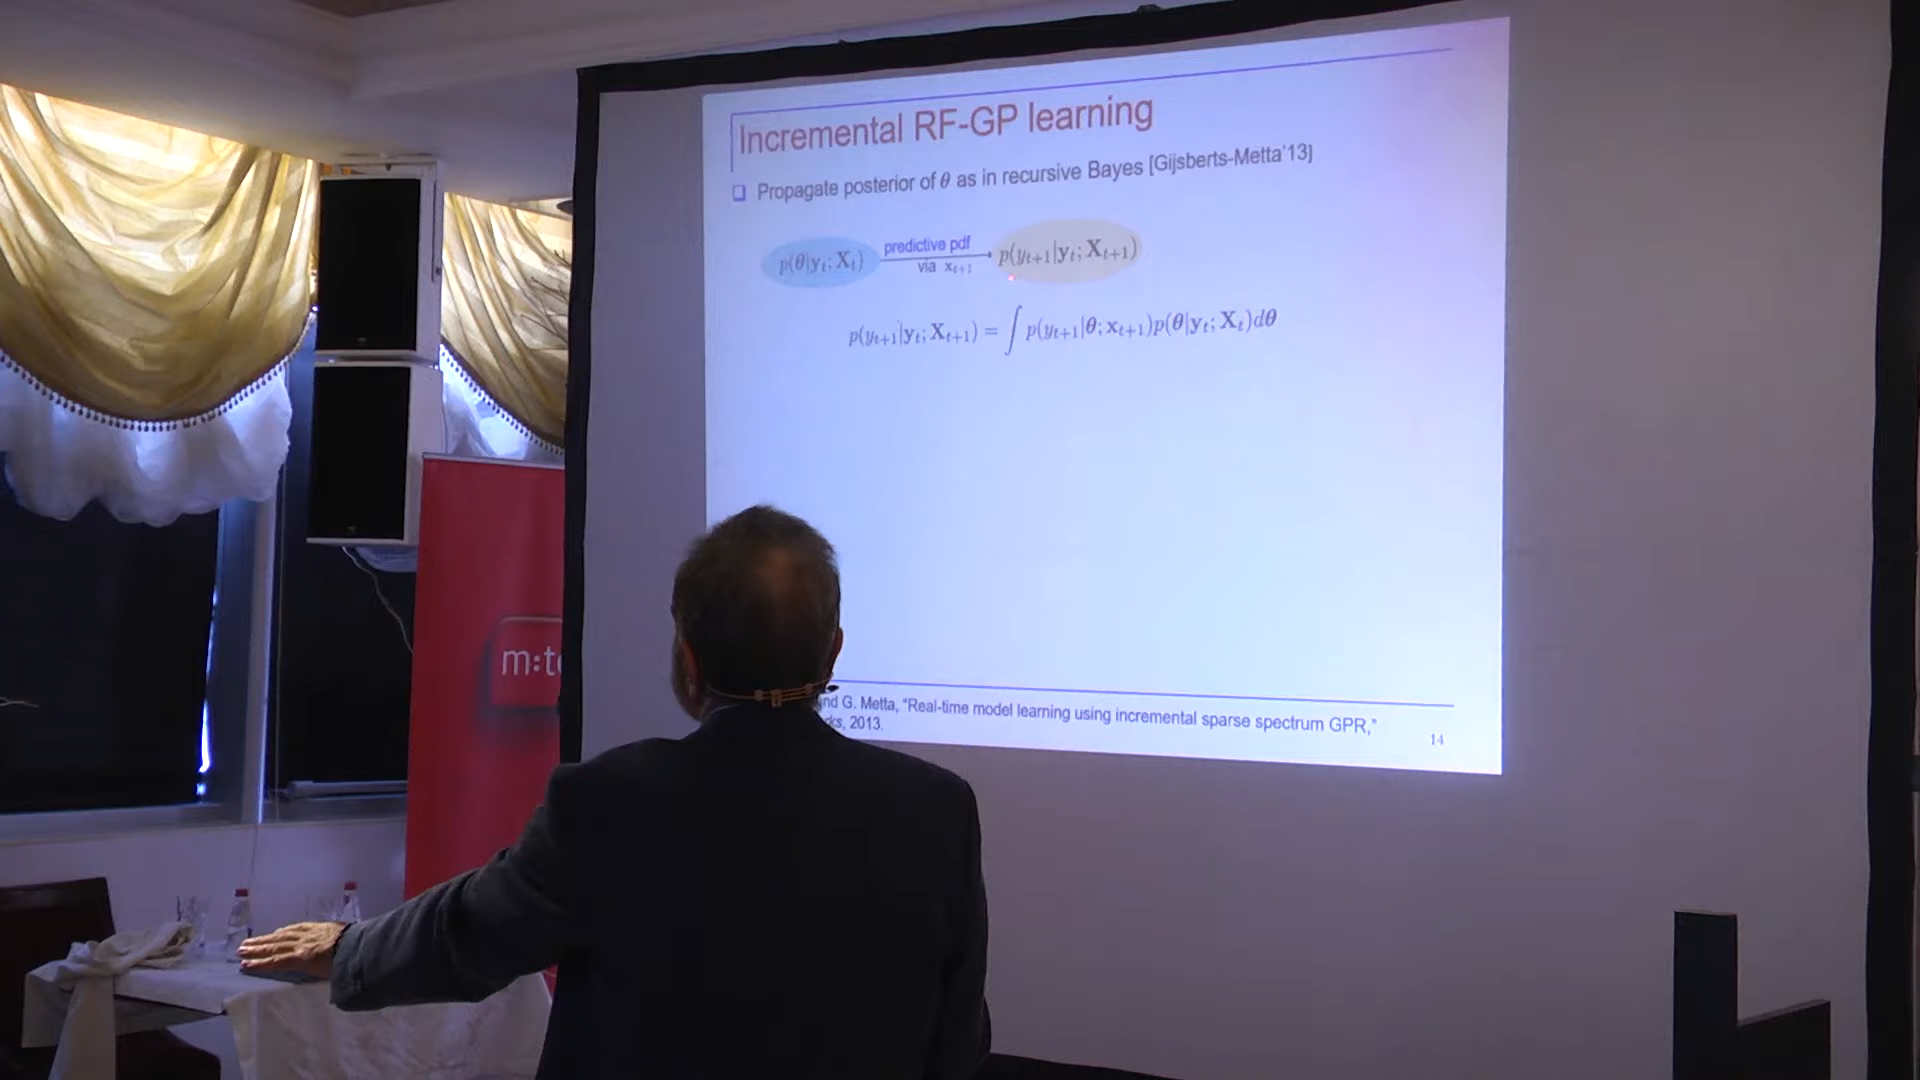 Incremental RF-GP learning
❑ Propagate posterior of θ as in recursive Bayes [Gijsberts-Metta'13]
p(θ|y_t; X_t) predictive pdf via x_{t+1} p(y_{t+1}|y_t; X_{t+1})
p(y_{t+1}|y_t; X_{t+1}) = ∫ p(y_{t+1}|θ; x_{t+1})p(θ|y_t; X_t)dθ
G. Metta, “Real-time model learning using incremental sparse spectrum GPR,”
2013.
14
m:t